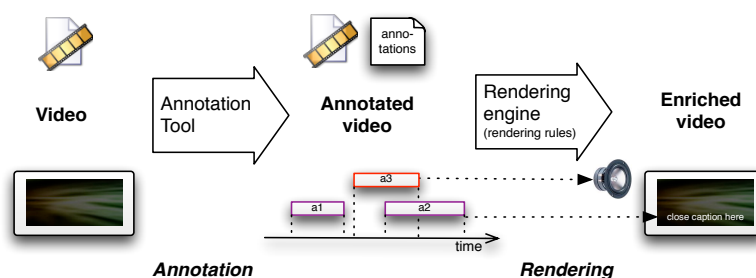 anno-
tations
Video
Annotation
Tool
Annotated
video
Rendering
engine
(rendering rules)
Enriched
video
a3
a1
a2
close caption here
time
Annotation
Rendering